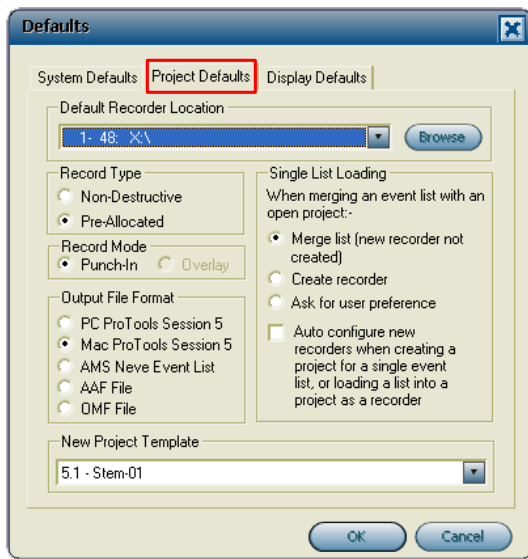 Defaults
System Defaults
Project Defaults
Display Defaults
Default Recorder Location
1- 48: X:\
Browse
Record Type
Non-Destructive
Pre-Allocated
Record Mode
Punch-In
Overlay
Output File Format
PC ProTools Session 5
Mac ProTools Session 5
AMS Neve Event List
AAF File
OMF File
Single List Loading
When merging an event list with an
open project:-
Merge list (new recorder not
created)
Create recorder
Ask for user preference
Auto configure new
recorders when creating a
project for a single event
list, or loading a list into a
project as a recorder
New Project Template
5.1 - Stem-01
OK
Cancel